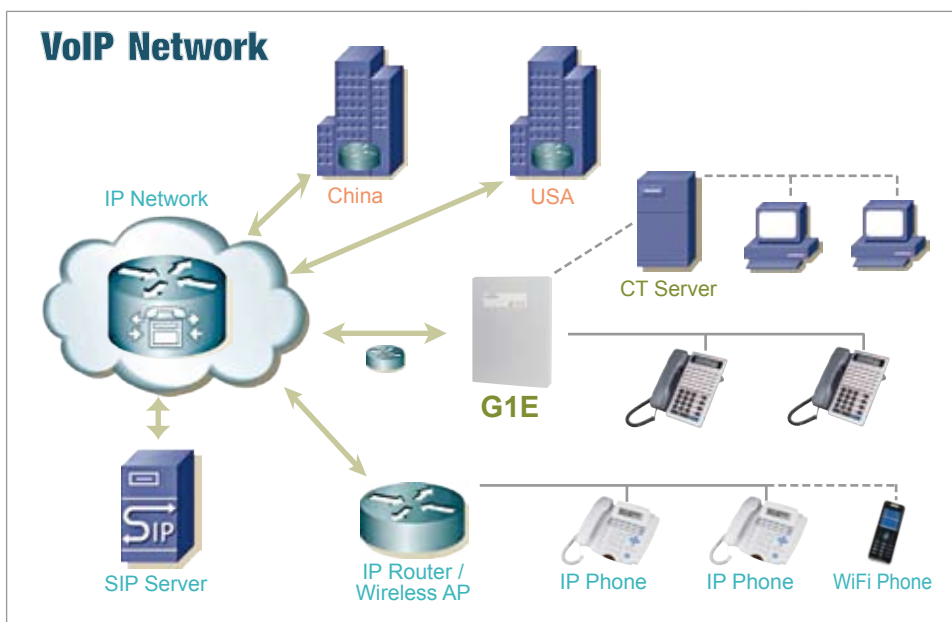 VoIP Network
China
USA
IP Network
CT Server
G1E
SIP
SIP Server
IP Router /
Wireless AP
IP Phone
IP Phone
WiFi Phone